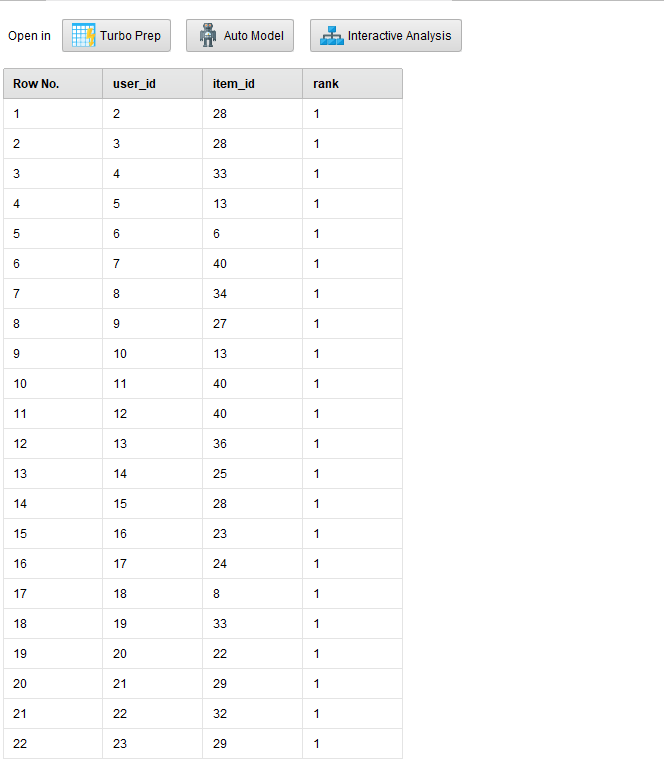 Open in Turbo Prep Auto Model Interactive Analysis
Row No. user_id item_id rank
1 2 28 1
2 3 28 1
3 4 33 1
4 5 13 1
5 6 6 1
6 7 40 1
7 8 34 1
8 9 27 1
9 10 13 1
10 11 40 1
11 12 40 1
12 13 36 1
13 14 25 1
14 15 28 1
15 16 23 1
16 17 24 1
17 18 8 1
18 19 33 1
19 20 22 1
20 21 29 1
21 22 32 1
22 23 29 1